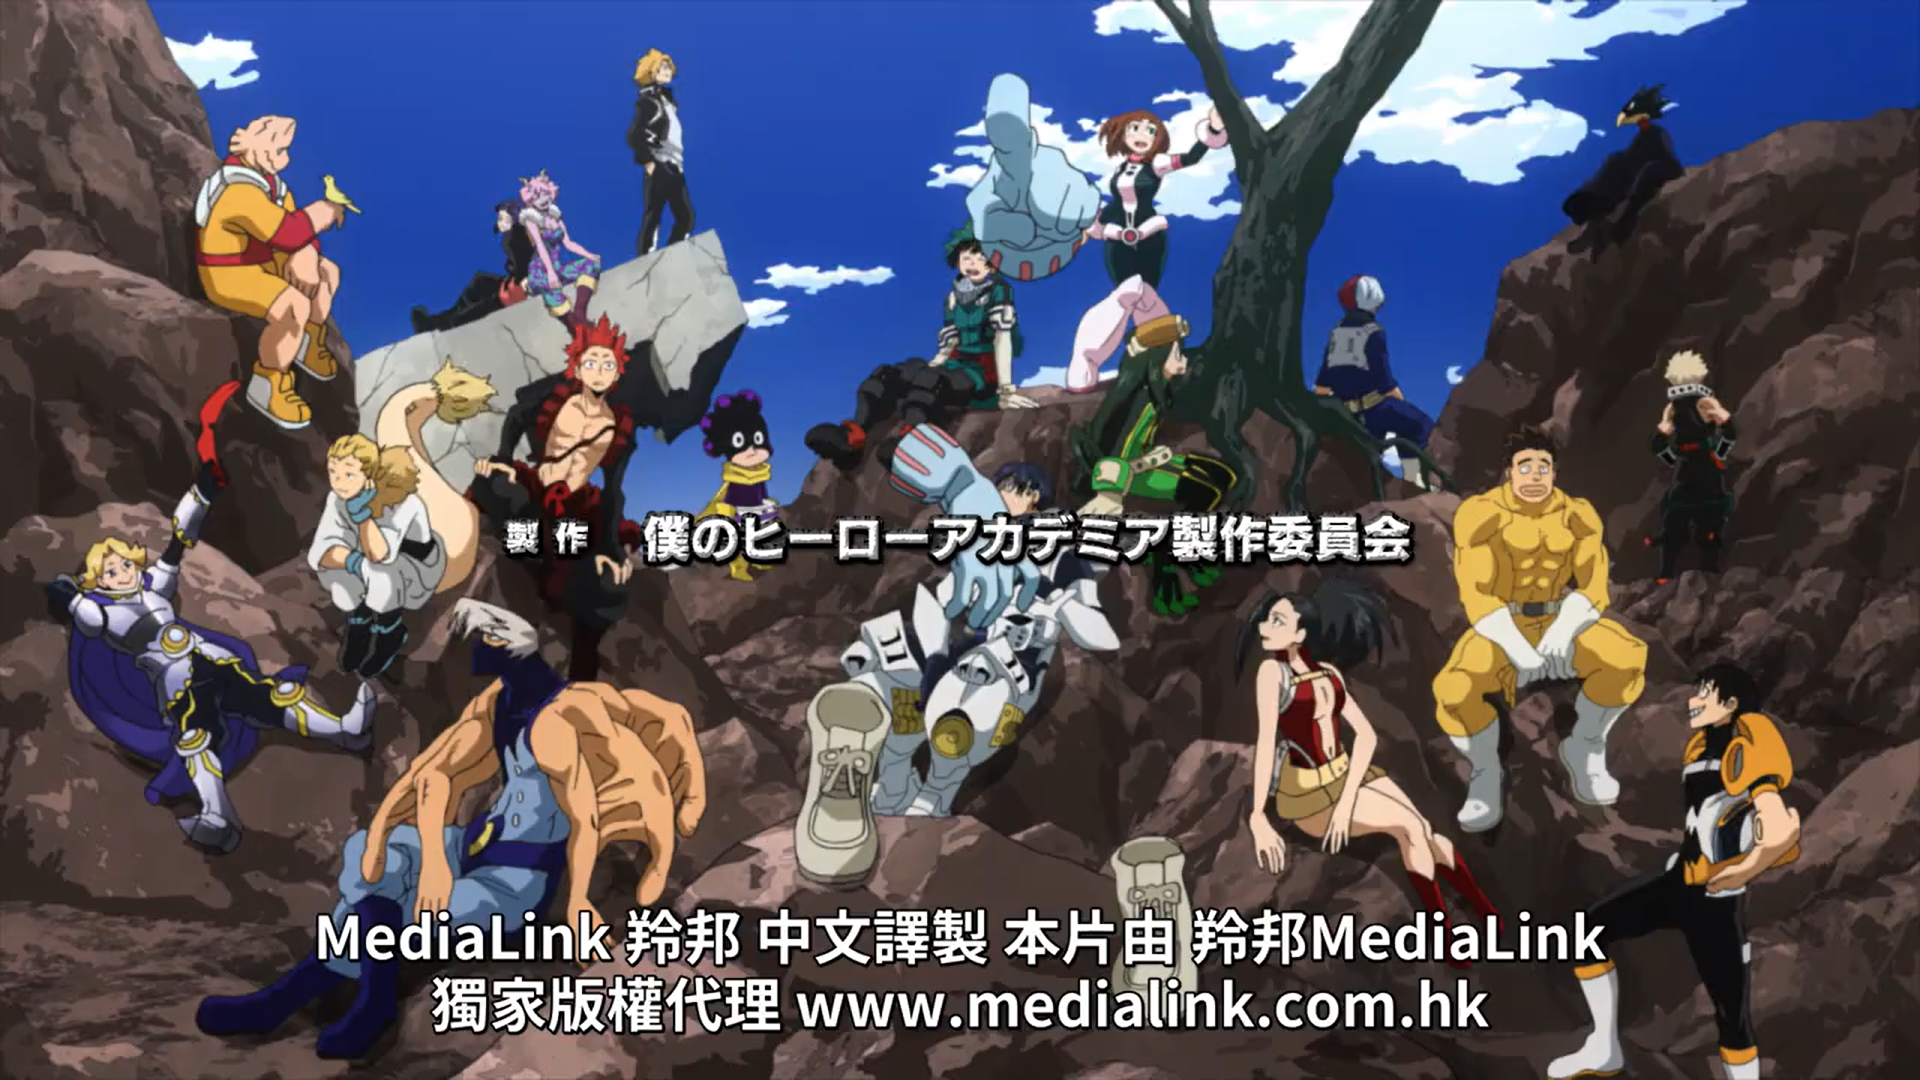 製作 僕のヒーローアカデミア製作委員会
MediaLink 羚邦 中文譯製 本片由 羚邦MediaLink
獨家版權代理 www.medialink.com.hk